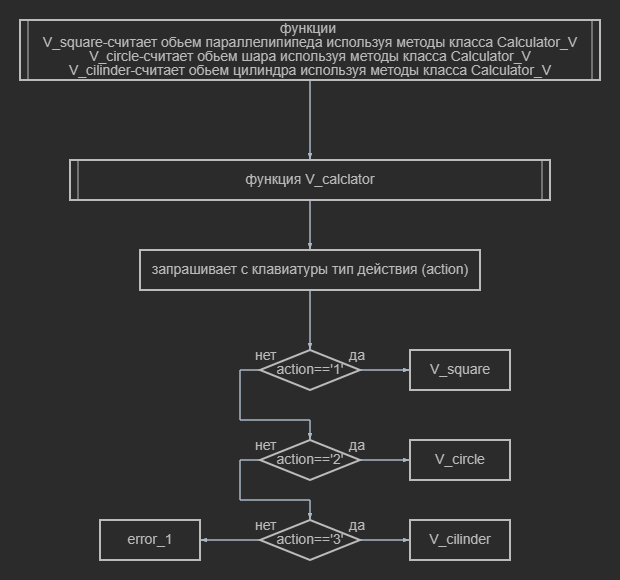 функции
V_square-считает обьем параллелипипеда используя методы класса Calculator_V
V_circle-считает обьем шара используя методы класса Calculator_V
V_cilinder-считает обьем цилиндра используя методы класса Calculator_V
функция V_calclator
запрашивает с клавиатуры тип действия (action)
нет
да
action=='1'
V_square
нет
да
action=='2'
V_circle
нет
да
error_1
action=='3'
V_cilinder